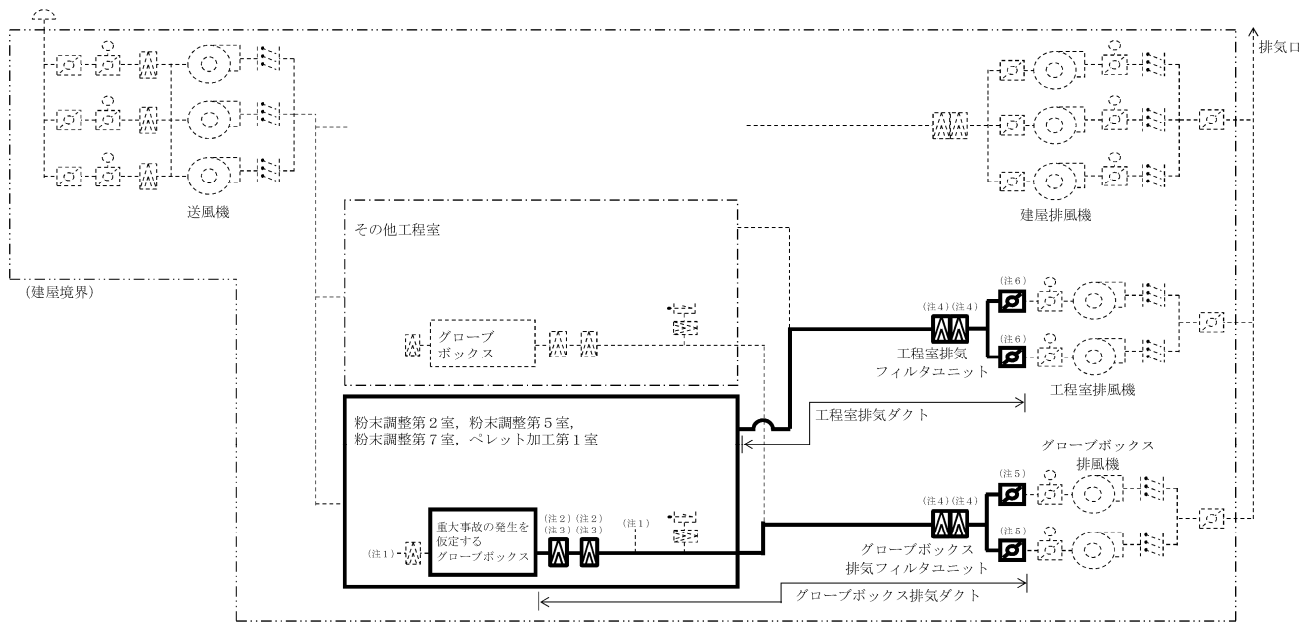 排気口
送風機
建屋排風機
(建屋境界)
その他工程室
グローブ
ボックス
(注6)
(注4)(注4)
(注6)
工程室排気
フィルタユニット
工程室排風機
工程室排気ダクト
粉末調整第2室，粉末調整第5室，
粉末調整第7室．ペレット加工第1室
グローブボックス
排風機
(注5)
(注4)(注4)
(注5)
重大事故の発生を
仮定する
グローブボックス
(注1)
(注2)(注2)
(注3)(注3)
(注1)
グローブボックス
排気フィルタユニット
グローブボックス排気ダクト